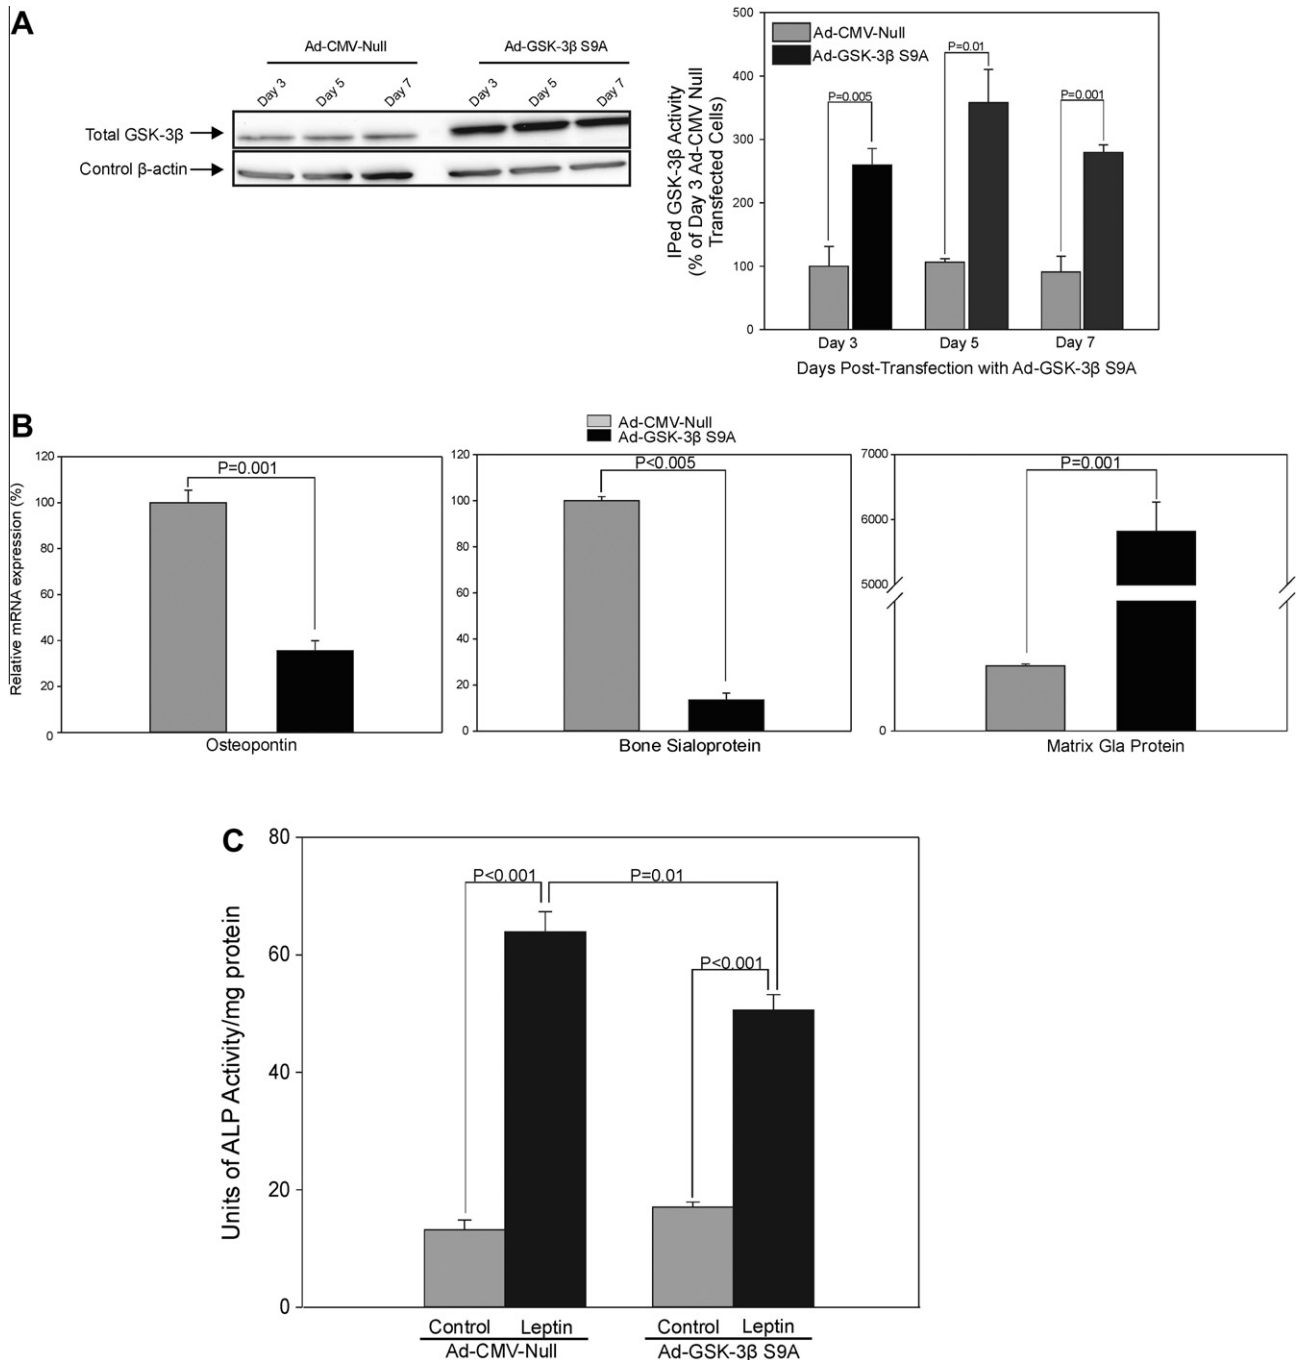 A
Ad-CMV-Null
Ad-GSK-3β S9A
Day 3
Day 5
Day 7
Day 3
Day 5
Day 7
Total GSK-3β
Control β-actin
IPed GSK-3β Activity
(% of Day 3 Ad-CMV Null
Transfected Cells)
500
400
300
200
100
0
Ad-CMV-Null
Ad-GSK-3β S9A
P=0.005
P=0.01
P=0.001
Day 3
Day 5
Day 7
Days Post-Transfection with Ad-GSK-3β S9A
B
Ad-CMV-Null
Ad-GSK-3β S9A
Relative mRNA expression (%)
120
100
80
60
40
20
0
P=0.001
Osteopontin
120
100
80
60
40
20
0
P<0.005
Bone Sialoprotein
7000
6000
5000
0
P=0.001
Matrix Gla Protein
C
Units of ALP Activity/mg protein
80
60
40
20
0
P<0.001
P=0.01
P<0.001
Control
Leptin
Control
Leptin
Ad-CMV-Null
Ad-GSK-3β S9A